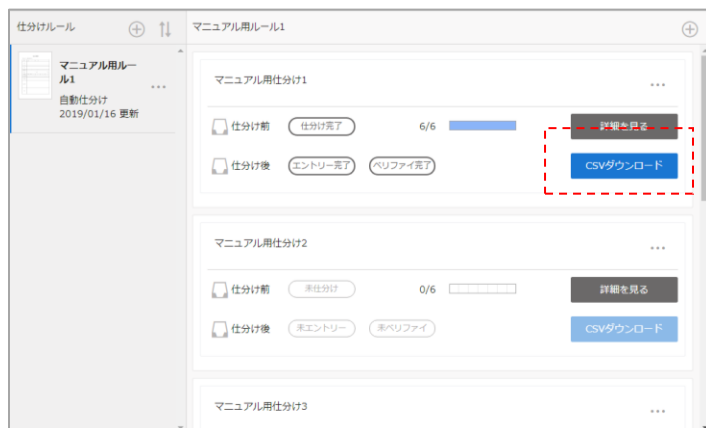 仕分けルール
マニュアル用ルール1
マニュアル用ルー
ル1
自動仕分け
2019/01/16 更新
マニュアル用仕分け1
仕分け前 仕分け完了 6/6 詳細を見る
仕分け後 エントリー完了 ベリファイ完了 CSVダウンロード
マニュアル用仕分け2
仕分け前 未仕分け 0/6 詳細を見る
仕分け後 未エントリー 未ベリファイ CSVダウンロード
マニュアル用仕分け3